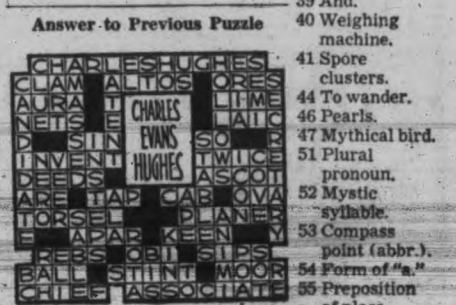 Answer to Previous Puzzle
CHARLESHUGHES
CLAM ALTOS ORES
AURA T LIME
NETS E LAIC
D SIN SO R
INVENT TWICE
DEEDS ASCOT
ARE TAP CAB OVA
TORSEL PLANER
E AFAR KEEN Y
REBS OBI SIPS
BALL STINT MOOR
CHIEF ASSOCIATE
CHARLES
EVANS
HUGHES
39 And.
40 Weighing
machine.
41 Spore
clusters.
44 To wander.
46 Pearls.
47 Mythical bird.
51 Plural
pronoun.
52 Mystic
syllable.
53 Compass
point (abbr.).
54 Form of "a."
55 Preposition
of place.